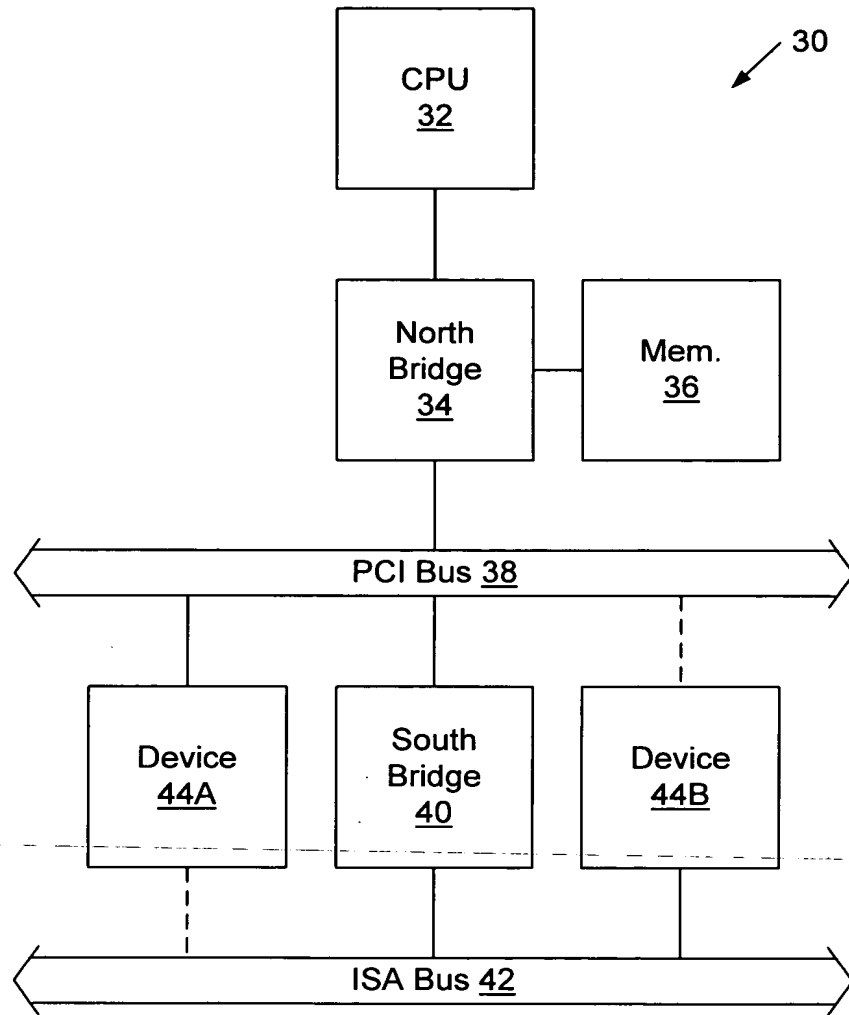 30
CPU
32
North
Bridge
34
Mem.
36
PCI Bus 38
Device
44A
South
Bridge
40
Device
44B
ISA Bus 42